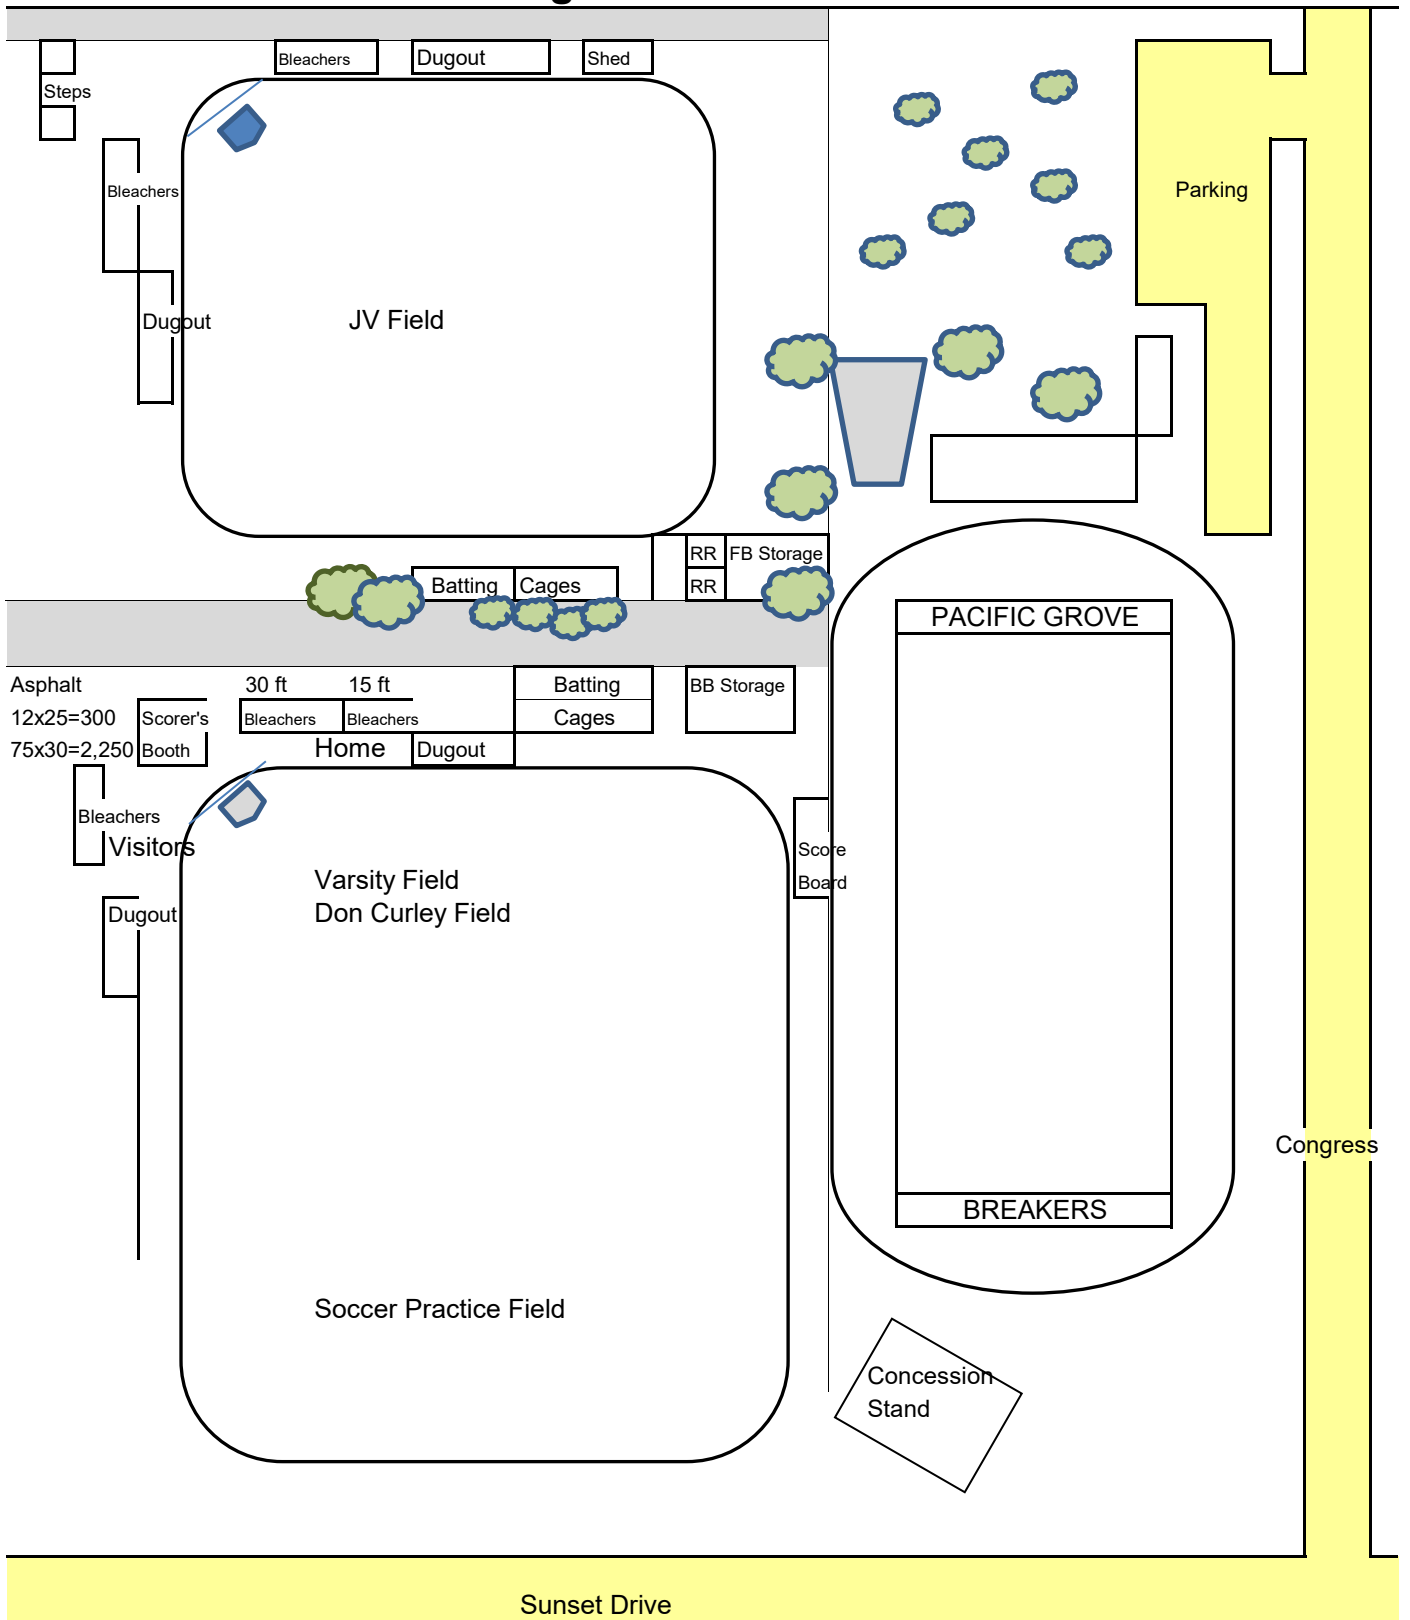 Bleachers
Dugout
Shed
Steps
Bleachers
Parking
Dugout
JV Field
RR
FB Storage
RR
Batting
Cages
PACIFIC GROVE
Asphalt
30 ft
15 ft
Batting
BB Storage
12x25=300
Scorer's
Bleachers
Bleachers
Cages
75x30=2,250
Booth
Home
Dugout
Bleachers
Visitors
Score
Board
Varsity Field
Don Curley Field
Dugout
Congress
BREAKERS
Soccer Practice Field
Concession
Stand
Sunset Drive